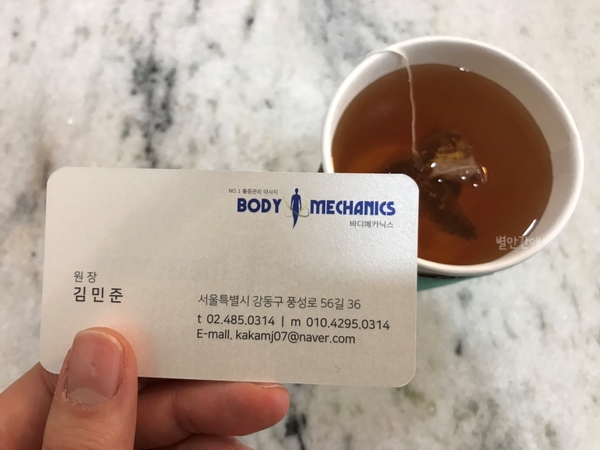 NO.1 통증관리 마사지
BODY MECHANICS
바디메카닉스
원장
김민준
서울특별시 강동구 풍성로 56길 36
t 02.485.0314 | m 010.4295.0314
E-mail. kakamj07@naver.com